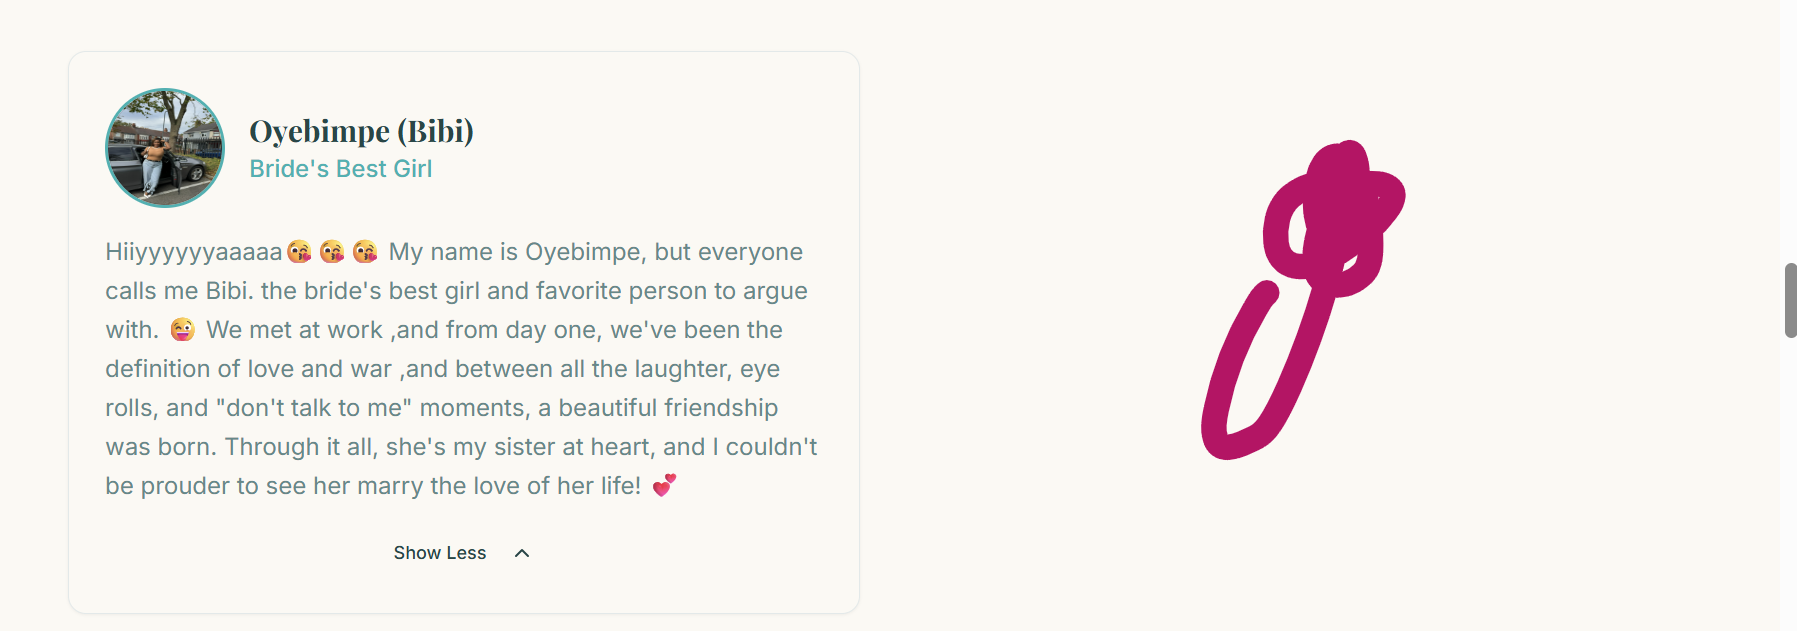 Oyebimpe (Bibi)
Bride's Best Girl
Hiiyyyyyyaaaaa😘😘😘 My name is Oyebimpe, but everyone
calls me Bibi. the bride's best girl and favorite person to argue
with. 😜 We met at work ,and from day one, we've been the
definition of love and war ,and between all the laughter, eye
rolls, and "don't talk to me" moments, a beautiful friendship
was born. Through it all, she's my sister at heart, and I couldn't
be prouder to see her marry the love of her life! 💕
Show Less